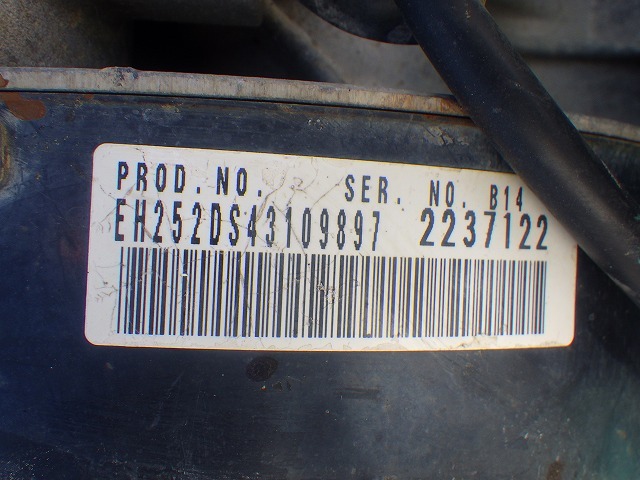 PROD.NO. SER. NO. B14
EH252DS43109897 2237122